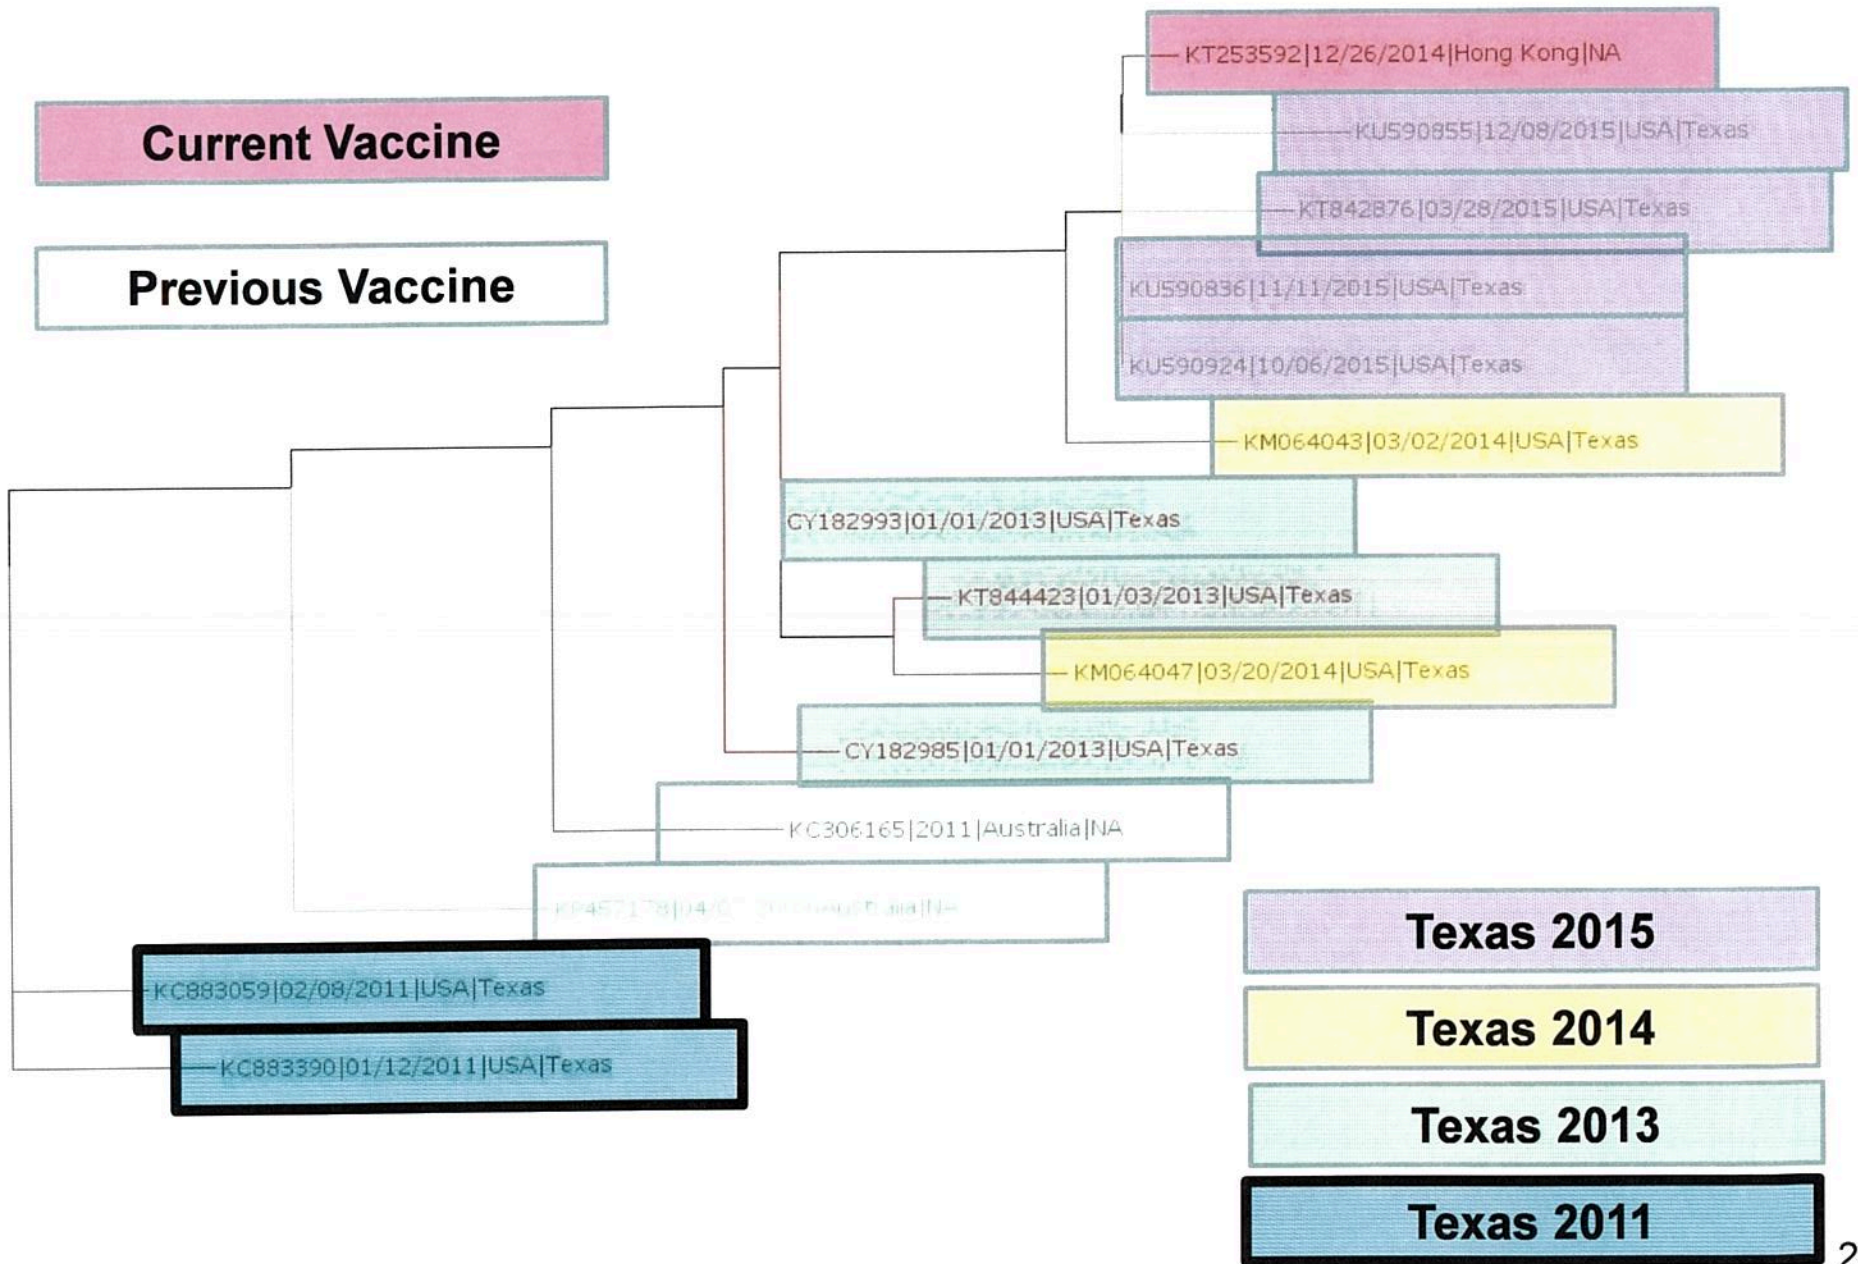 KT253592|12/26/2014|Hong Kong|NA
Current Vaccine
KU590855|12/08/2015|USA|Texas
KT842876|03/28/2015|USA|Texas
Previous Vaccine
KU590836|11/11/2015|USA|Texas
KU590924|10/06/2015|USA|Texas
KM064043|03/02/2014|USA|Texas
CY182993|01/01/2013|USA|Texas
KT844423|01/03/2013|USA|Texas
KM064047|03/20/2014|USA|Texas
CY182985|01/01/2013|USA|Texas
KC306165|2011|Australia|NA
KC883059|02/08/2011|USA|Texas
KC883390|01/12/2011|USA|Texas
Texas 2015
Texas 2014
Texas 2013
Texas 2011
2